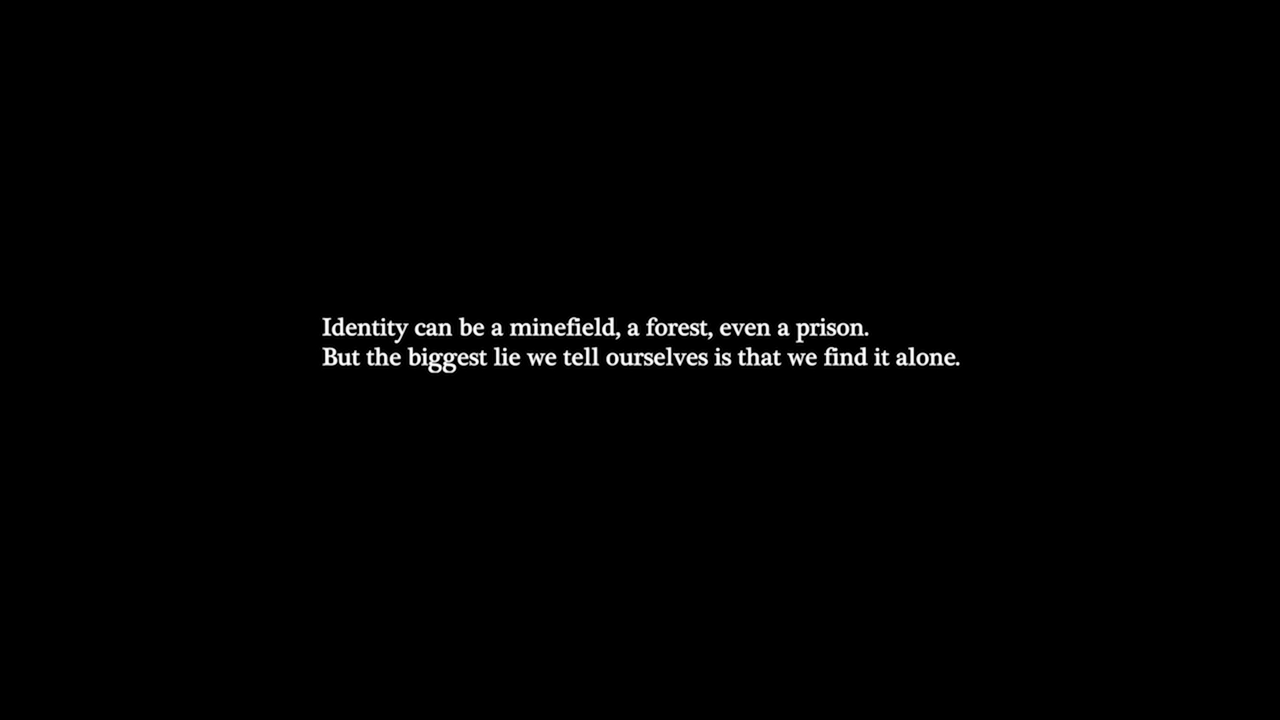 Identity can be a minefield, a forest, even a prison.
But the biggest lie we tell ourselves is that we find it alone.